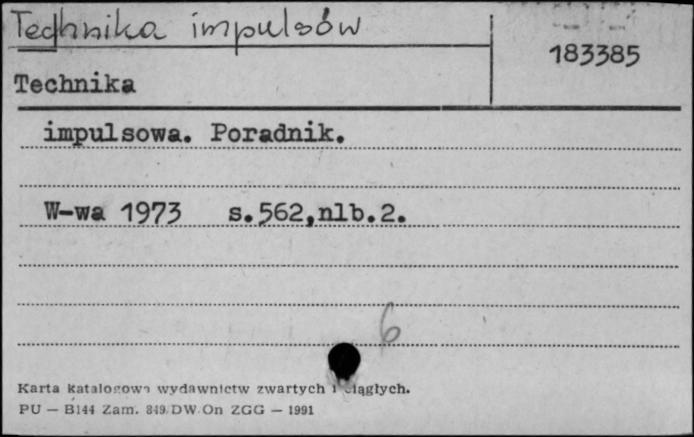 Technika impulsów
183385
Technika
impulsowa. Poradnik.
W-wa 1973 s.562,nlb.2.
6
Karta katalogowa wydawnictw zwartych i ciągłych.
PU — B144 Zam. 849/DW/On ZGG — 1991